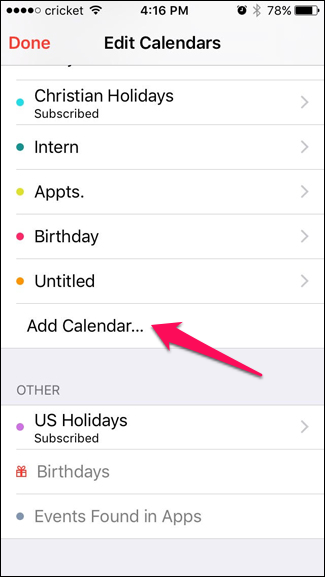 cricket 4:16 PM 78%
Done Edit Calendars
Christian Holidays
Subscribed
Intern
Appts.
Birthday
Untitled
Add Calendar...
OTHER
US Holidays
Subscribed
Birthdays
Events Found in Apps